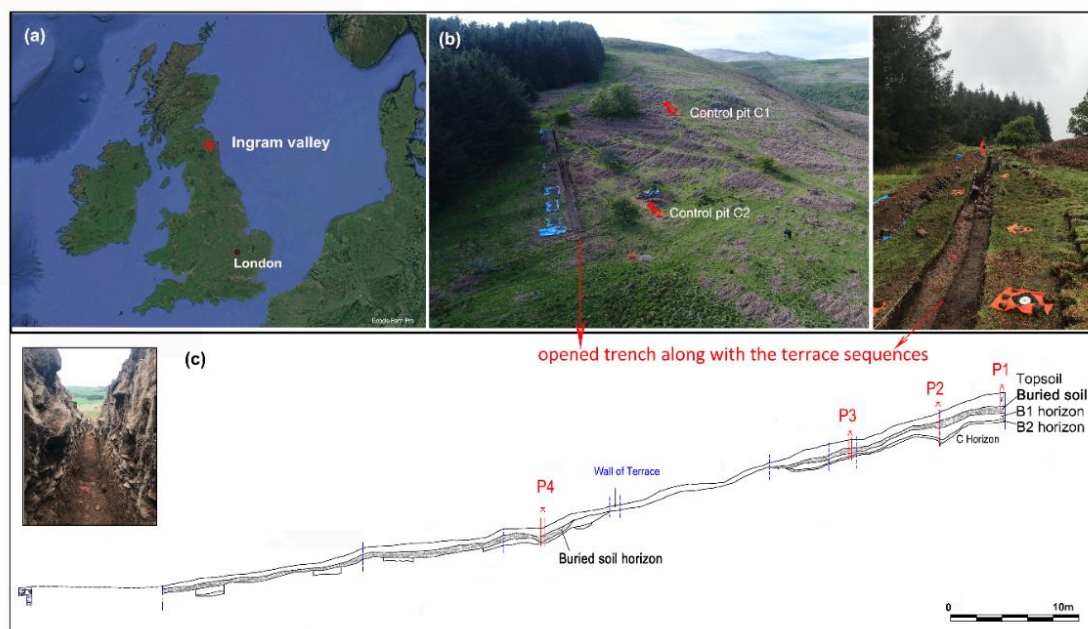 (a)
Ingram valley
London
(b)
Control pit C1
Control pit C2
opened trench along with the terrace sequences
(c)
P1
P2
P3
P4
Topsoil
Buried soil
B1 horizon
B2 horizon
C Horizon
Wall of Terrace
Buried soil horizon
0 10m